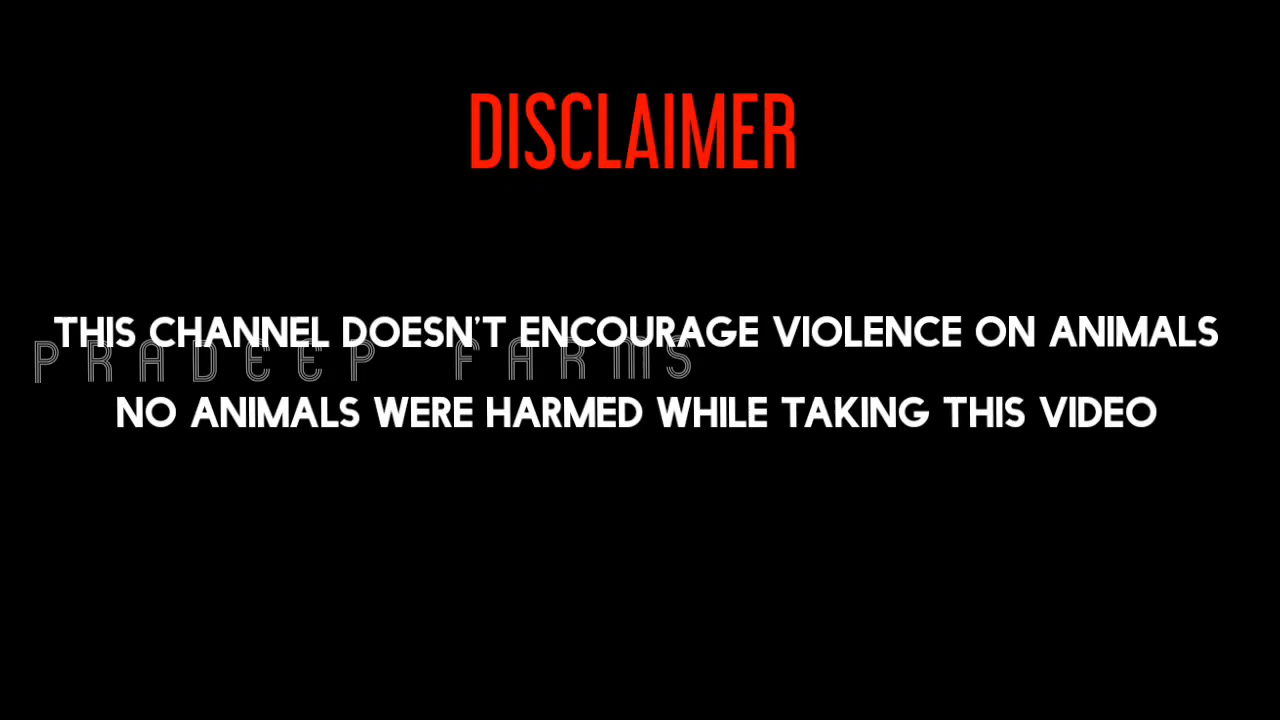 DISCLAIMER
THIS CHANNEL DOESN'T ENCOURAGE VIOLENCE ON ANIMALS
PRADEEP FARMS
NO ANIMALS WERE HARMED WHILE TAKING THIS VIDEO